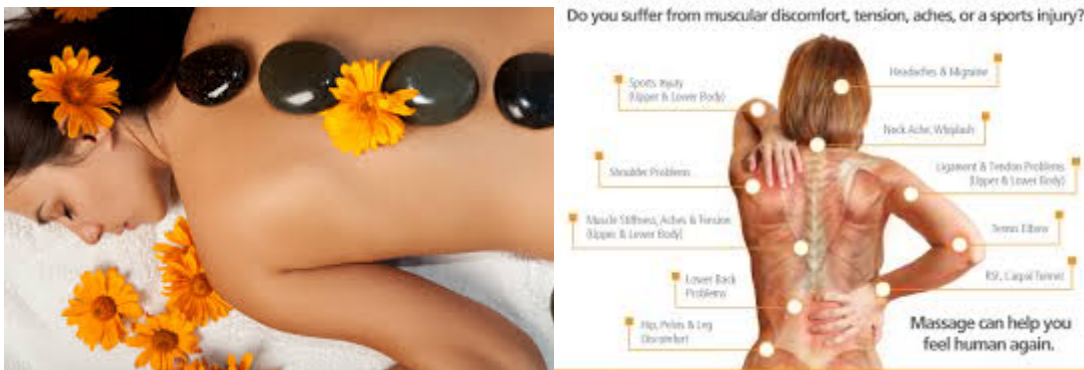 Do you suffer from muscular discomfort, tension, aches, or a sports injury?
Headaches & Migraine
Sports Injury
(Upper & Lower Body)
Neck Ache, Whiplash
Ligament & Tendon Problems
(Upper & Lower Body)
Shoulder Problems
Muscle Stiffness, Aches & Tension
(Upper & Lower Body)
Tennis Elbow
RSI, Carpal Tunnel
Lower Back
Problems
Hip, Pelvis & Leg
Discomfort
Massage can help you
feel human again.